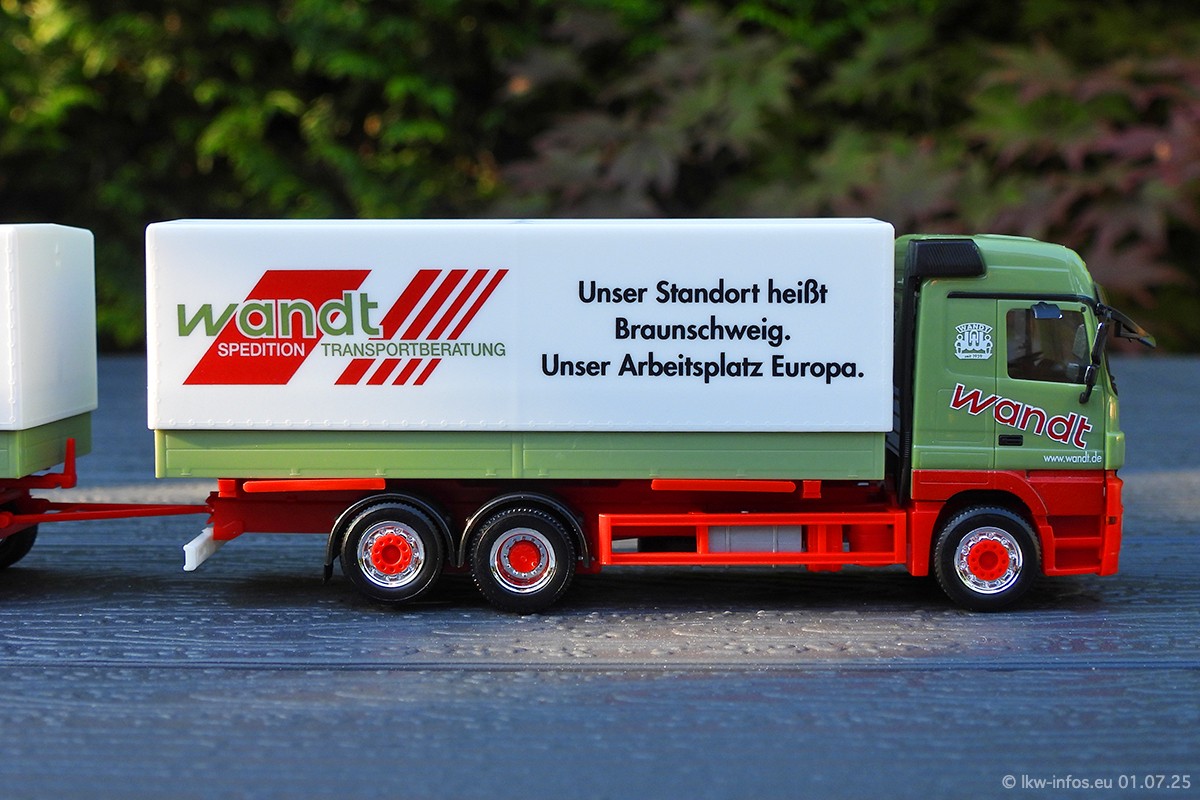 wandt
SPEDITION TRANSPORTBERATUNG
Unser Standort heißt
Braunschweig.
Unser Arbeitsplatz Europa.
WANDT
wandt
www.wandt.de
© lkw-infos.eu 01.07.25